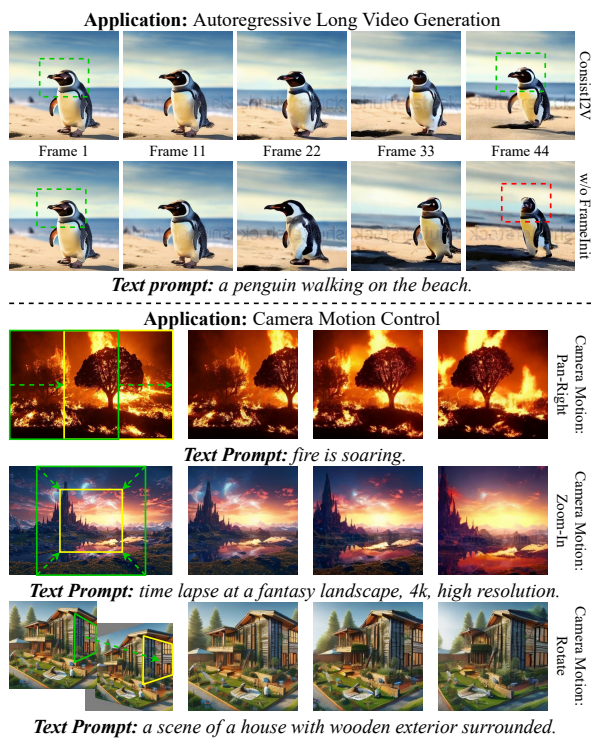 Application: Autoregressive Long Video Generation
ConsistI2V
Frame 1
Frame 11
Frame 22
Frame 33
Frame 44
w/o FrameInit
Text prompt: a penguin walking on the beach.
Application: Camera Motion Control
Camera Motion:
Pan-Right
Text Prompt: fire is soaring.
Camera Motion:
Zoom-In
Text Prompt: time lapse at a fantasy landscape, 4k, high resolution.
Camera Motion:
Rotate
Text Prompt: a scene of a house with wooden exterior surrounded.